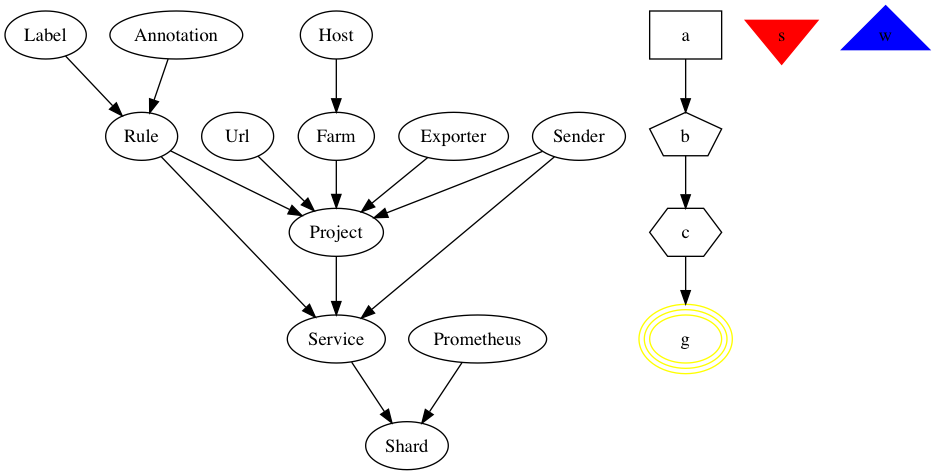 Label
Annotation
Host
a
s
w
Rule
Url
Farm
Exporter
Sender
b
Project
c
Service
Prometheus
g
Shard